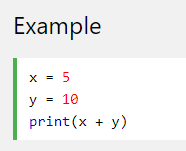 Example
x = 5
y = 10
print(x + y)